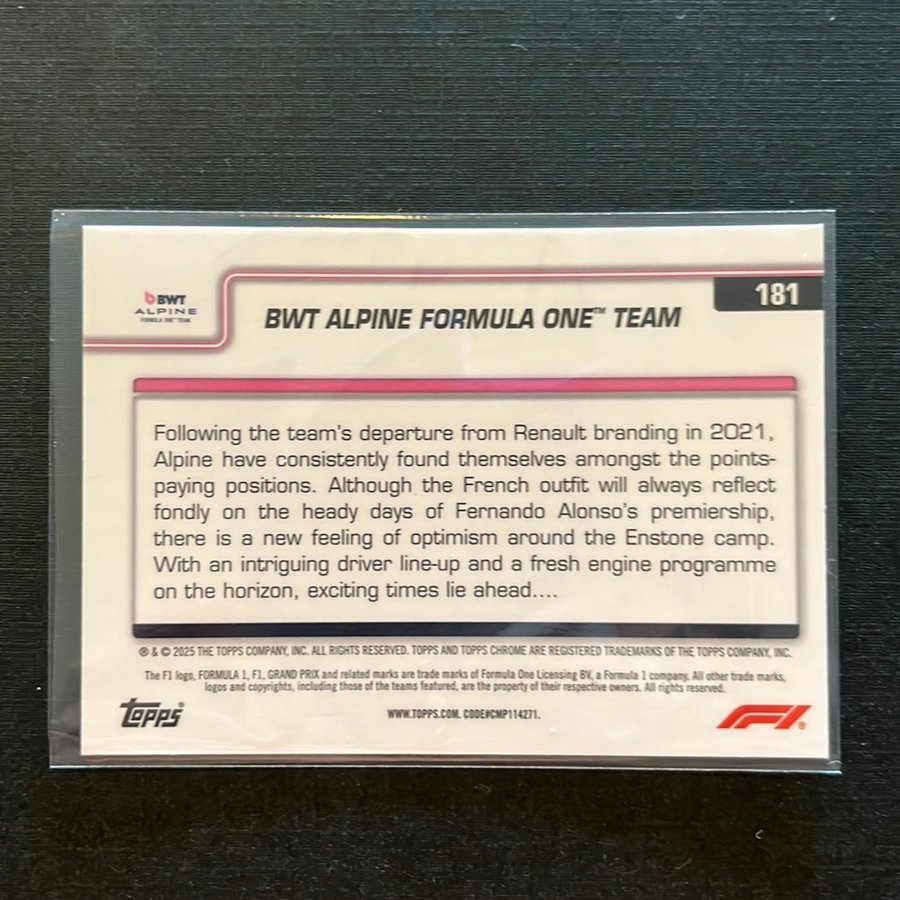 BWT
ALPINE
FORMULA ONE™ TEAM
181
BWT ALPINE FORMULA ONE™ TEAM
Following the team's departure from Renault branding in 2021,
Alpine have consistently found themselves amongst the points-
paying positions. Although the French outfit will always reflect
fondly on the heady days of Fernando Alonso's premiership,
there is a new feeling of optimism around the Enstone camp.
With an intriguing driver line-up and a fresh engine programme
on the horizon, exciting times lie ahead....
® & © 2025 THE TOPPS COMPANY, INC. ALL RIGHTS RESERVED. TOPPS AND TOPPS CHROME ARE REGISTERED TRADEMARKS OF THE TOPPS COMPANY, INC.
The F1 logo, FORMULA 1, F1, GRAND PRIX and related marks are trade marks of Formula One Licensing BV, a Formula 1 company. All other trade marks,
logos and copyrights, including those of the teams featured, are the property of their respective owners. All rights reserved.
Topps®
WWW.TOPPS.COM. CODE#CMP114271.
F1®